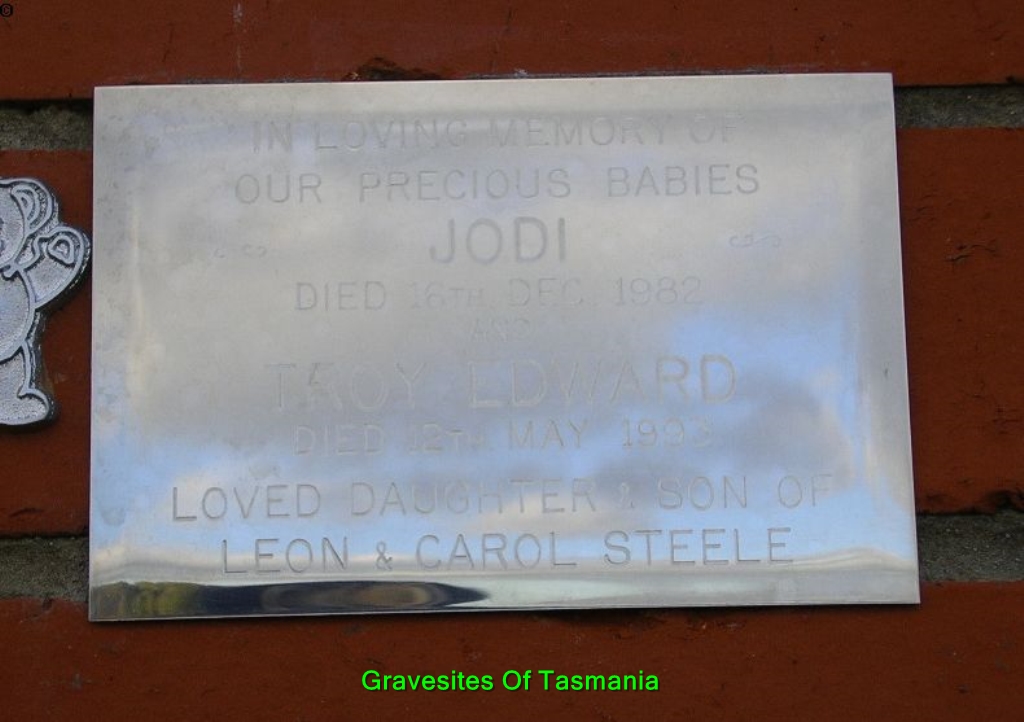 IN LOVING MEMORY OF
OUR PRECIOUS BABIES
JODI
DIED 16TH DEC. 1982
AND
TROY EDWARD
DIED 12TH MAY 1993
LOVED DAUGHTER & SON OF
LEON & CAROL STEELE
Gravesites Of Tasmania